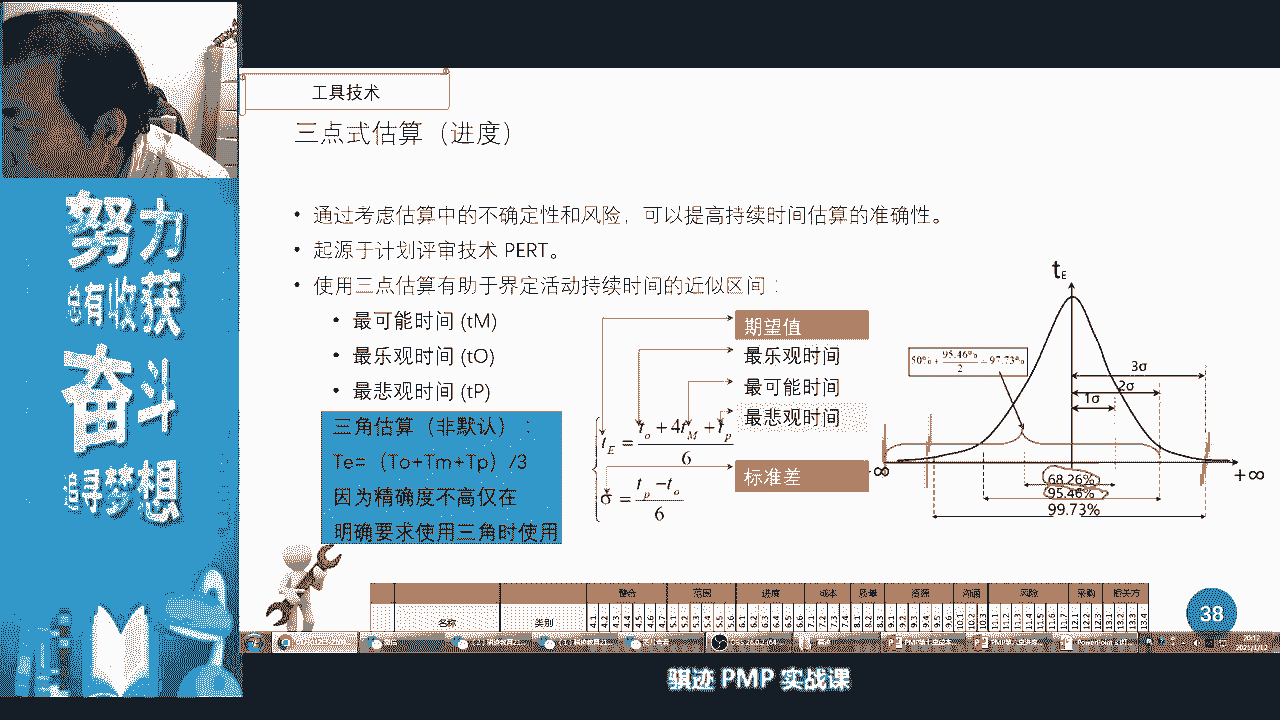 工具技术
三点式估算（进度）
• 通过考虑估算中的不确定性和风险，可以提高持续时间估算的准确性。
• 起源于计划评审技术 PERT。
• 使用三点估算有助于界定活动持续时间的近似区间：
• 最可能时间 (tM)
• 最乐观时间 (tO)
• 最悲观时间 (tP)
三角估算（非默认）：
Te=（To+Tm+Tp）/3
因为精确度不高仅在
明确要求使用三角时使用
期望值
最乐观时间
最可能时间
最悲观时间
t_E = (t_o + 4t_M + t_p) / 6
标准差
σ = (t_p - t_o) / 6
t_E
50% + 95.46%/2 = 97.73%
3σ
2σ
1σ
-∞
+∞
68.26%
95.46%
99.73%
努力
总有收获
奋斗
追寻梦想
名称
类别
整合
范围
进度
成本
质量
资源
沟通
风险
采购
相关方
38
20:12
骐迹 PMP 实战课